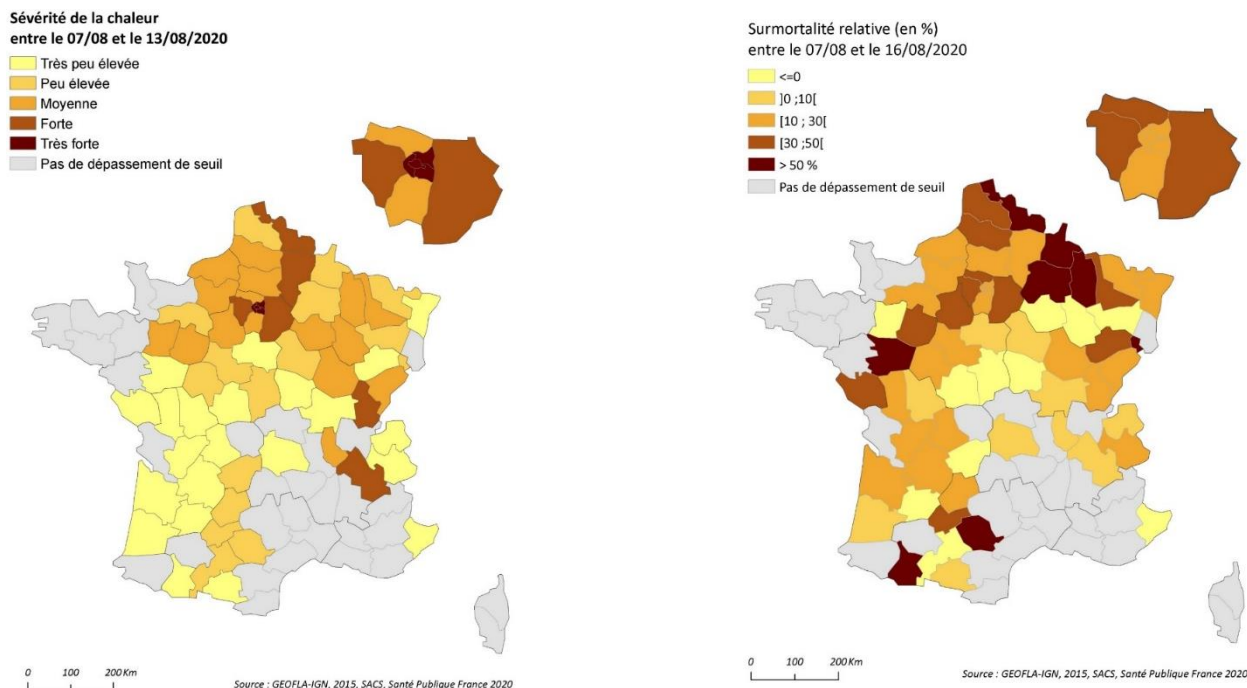 Sévérité de la chaleur
entre le 07/08 et le 13/08/2020
Très peu élevée
Peu élevée
Moyenne
Forte
Très forte
Pas de dépassement de seuil
0 100 200 Km
Source : GEOFLA-IGN, 2015, SACS, Santé Publique France 2020
Surmortalité relative (en %)
entre le 07/08 et le 16/08/2020
<=0
]0 ;10[
[10 ; 30[
[30 ;50[
> 50 %
Pas de dépassement de seuil
0 100 200 Km
Source : GEOFLA-IGN, 2015, SACS, Santé Publique France 2020